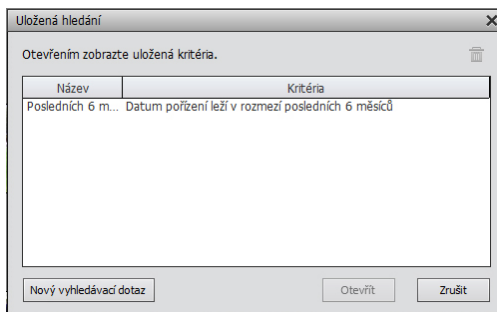 Uložená hledání
Otevřením zobrazte uložená kritéria.
Název Kritéria
Posledních 6 m... Datum pořízení leží v rozmezí posledních 6 měsíců
Nový vyhledávací dotaz Otevřít Zrušit